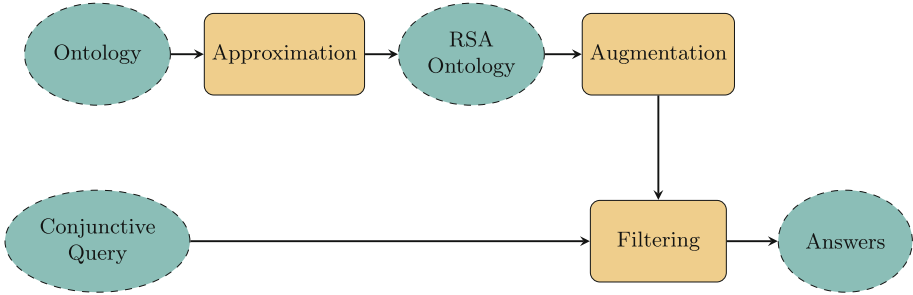 Ontology
Approximation
RSA
Ontology
Augmentation
Conjunctive
Query
Filtering
Answers